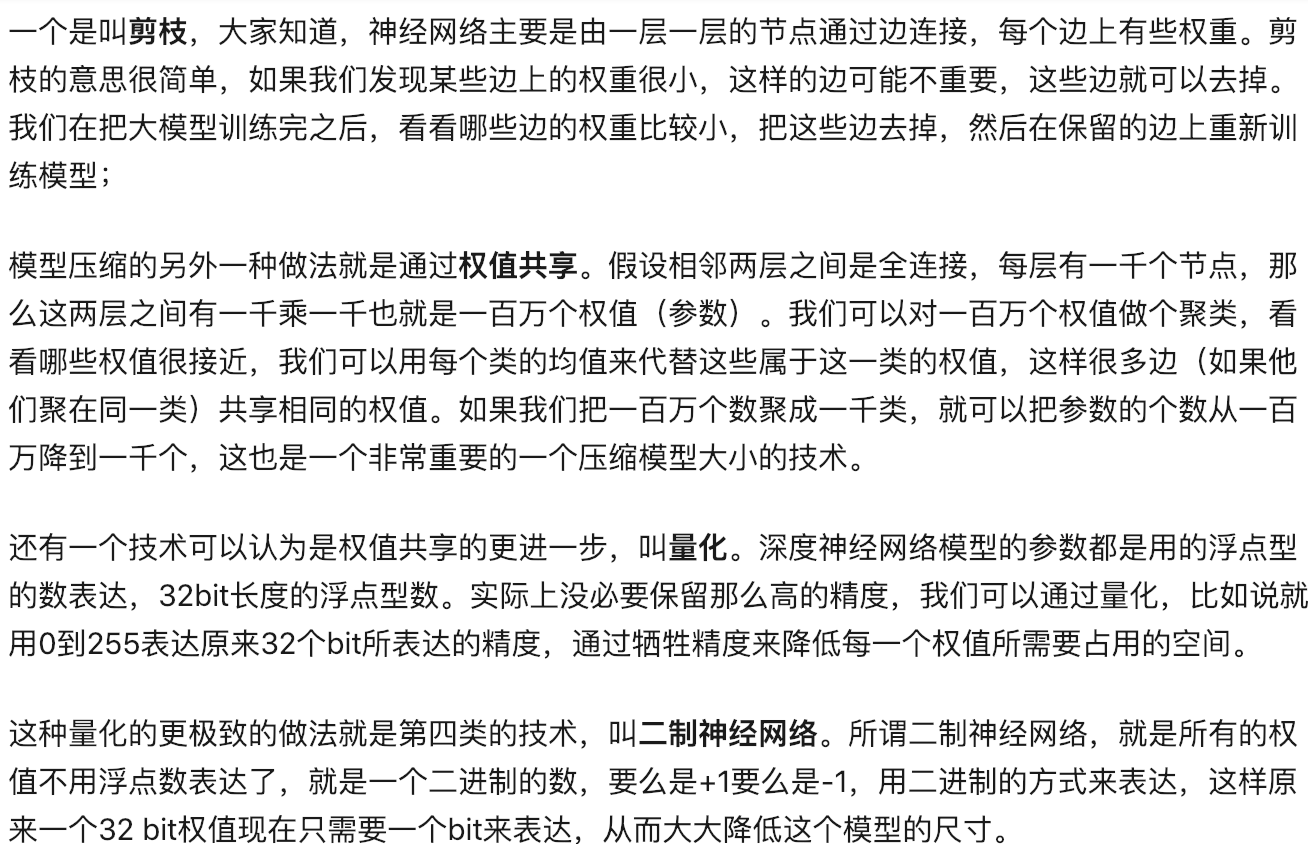 一个是叫剪枝，大家知道，神经网络主要是由一层一层的节点通过边连接，每个边上有些权重。剪
枝的意思很简单，如果我们发现某些边上的权重很小，这样的边可能不重要，这些边就可以去掉。
我们在把大模型训练完之后，看看哪些边的权重比较小，把这些边去掉，然后在保留的边上重新训
练模型；
模型压缩的另外一种做法就是通过权值共享。假设相邻两层之间是全连接，每层有一千个节点，那
么这两层之间有一千乘一千也就是一百万个权值（参数）。我们可以对一百万个权值做个聚类，看
看哪些权值很接近，我们可以用每个类的均值来代替这些属于这一类的权值，这样很多边（如果他
们聚在同一类）共享相同的权值。如果我们把一百万个数聚成一千类，就可以把参数的个数从一百
万降到一千个，这也是一个非常重要的一个压缩模型大小的技术。
还有一个技术可以认为是权值共享的更进一步，叫量化。深度神经网络模型的参数都是用的浮点型
的数表达，32bit长度的浮点型数。实际上没必要保留那么高的精度，我们可以通过量化，比如说就
用0到255表达原来32个bit所表达的精度，通过牺牲精度来降低每一个权值所需要占用的空间。
这种量化的更极致的做法就是第四类的技术，叫二制神经网络。所谓二制神经网络，就是所有的权
值不用浮点数表达了，就是一个二进制的数，要么是+1要么是-1，用二进制的方式来表达，这样原
来一个32 bit权值现在只需要一个bit来表达，从而大大降低这个模型的尺寸。